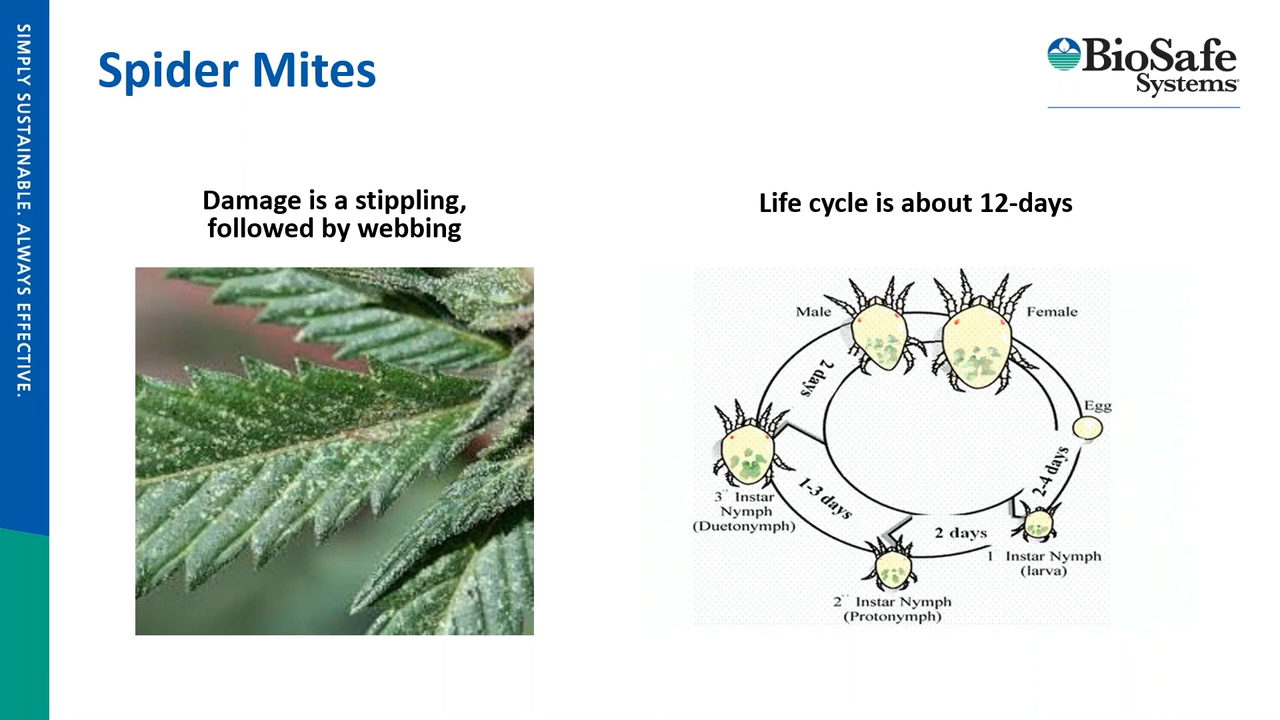 SIMPLY SUSTAINABLE. ALWAYS EFFECTIVE.
Spider Mites
BioSafe
Systems
Damage is a stippling,
followed by webbing
Life cycle is about 12-days
Male
Female
2 days
Egg
2-4 days
3¨ Instar
Nymph
(Duetonymph)
1-3 days
2 days
1 Instar Nymph
(larva)
2¨ Instar Nymph
(Protonymph)